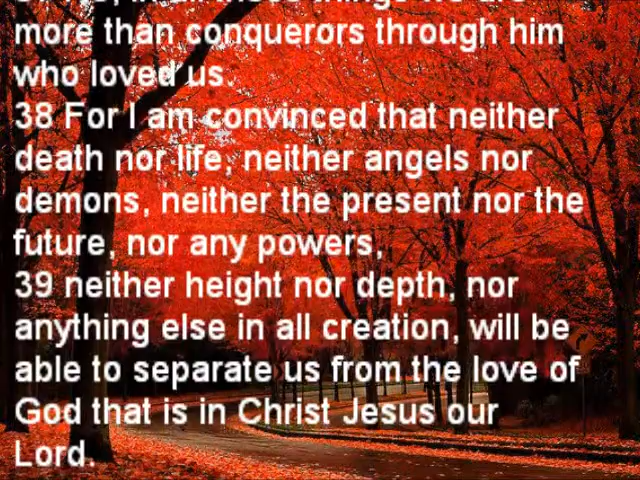 more than conquerors through him
who loved us.
38 For I am convinced that neither
death nor life, neither angels nor
demons, neither the present nor the
future, nor any powers,
39 neither height nor depth, nor
anything else in all creation, will be
able to separate us from the love of
God that is in Christ Jesus our
Lord.